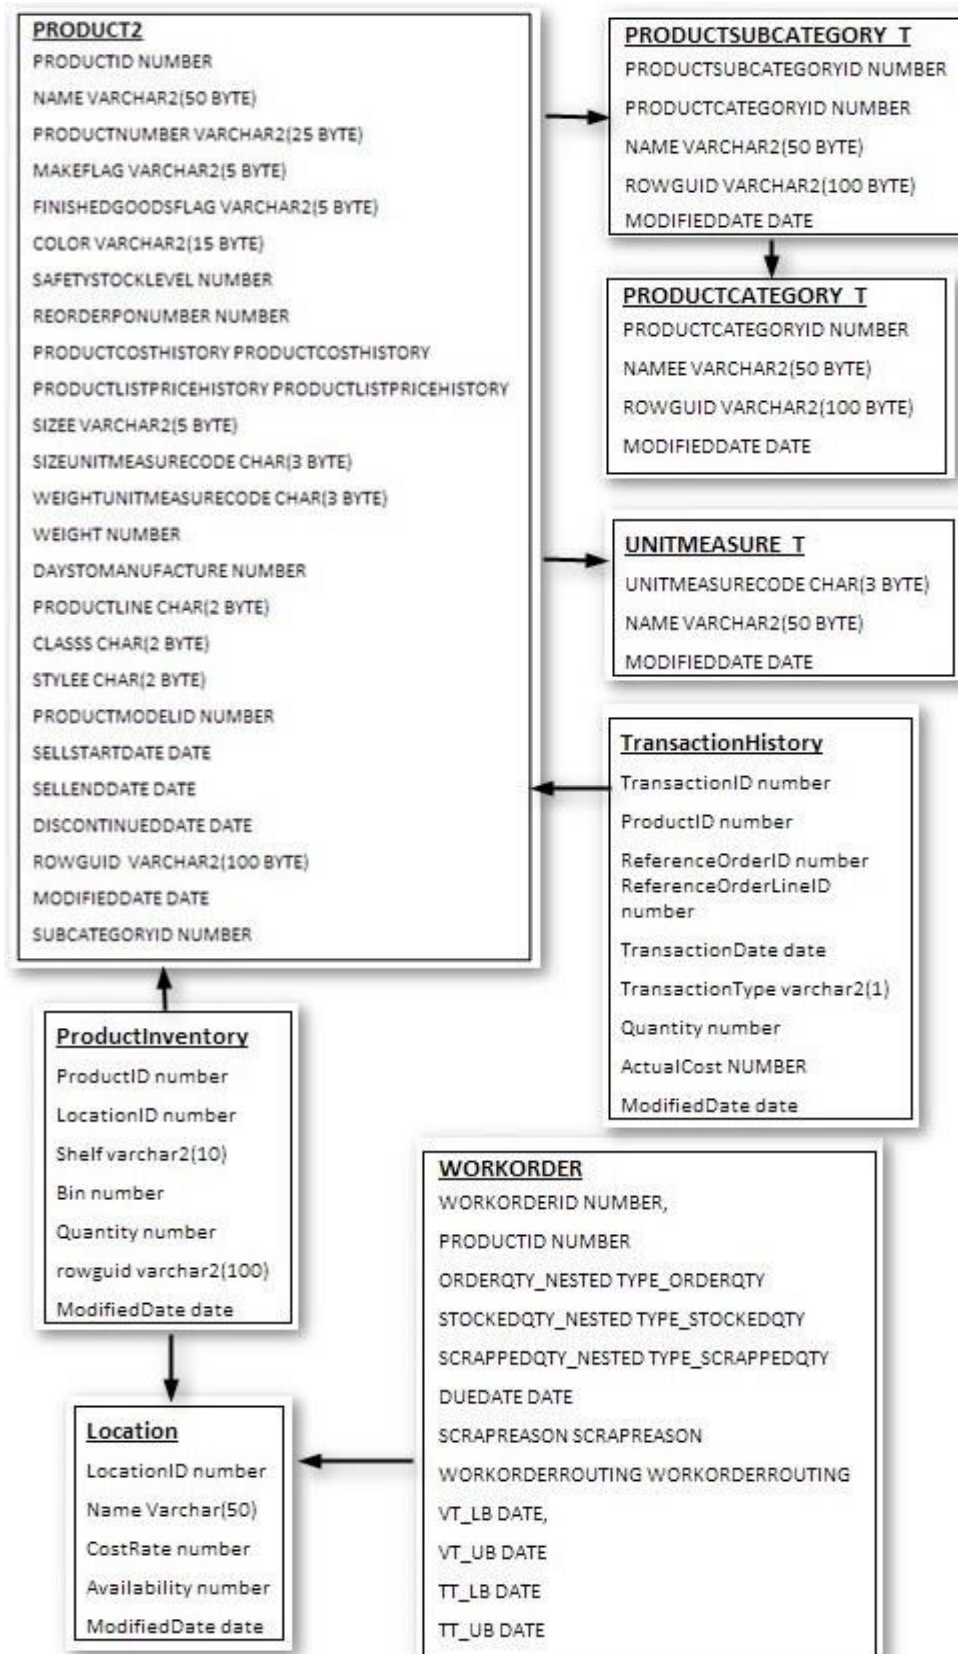 PRODUCT2
PRODUCTID NUMBER
NAME VARCHAR2(50 BYTE)
PRODUCTNUMBER VARCHAR2(25 BYTE)
MAKEFLAG VARCHAR2(5 BYTE)
FINISHEDGOODSFLAG VARCHAR2(5 BYTE)
COLOR VARCHAR2(15 BYTE)
SAFETYSTOCKLEVEL NUMBER
REORDERPONUMBER NUMBER
PRODUCTCOSTHISTORY PRODUCTCOSTHISTORY
PRODUCTLISTPRICEHISTORY PRODUCTLISTPRICEHISTORY
SIZEE VARCHAR2(5 BYTE)
SIZEUNITMEASURECODE CHAR(3 BYTE)
WEIGHTUNITMEASURECODE CHAR(3 BYTE)
WEIGHT NUMBER
DAYSTOMANUFACTURE NUMBER
PRODUCTLINE CHAR(2 BYTE)
CLASSS CHAR(2 BYTE)
STYLEE CHAR(2 BYTE)
PRODUCTMODELID NUMBER
SELLSTARTDATE DATE
SELLENDDATE DATE
DISCONTINUEDDATE DATE
ROWGUID VARCHAR2(100 BYTE)
MODIFIEDDATE DATE
SUBCATEGORYID NUMBER
PRODUCTSUBCATEGORY_T
PRODUCTSUBCATEGORYID NUMBER
PRODUCTCATEGORYID NUMBER
NAME VARCHAR2(50 BYTE)
ROWGUID VARCHAR2(100 BYTE)
MODIFIEDDATE DATE
PRODUCTCATEGORY_T
PRODUCTCATEGORYID NUMBER
NAMEE VARCHAR2(50 BYTE)
ROWGUID VARCHAR2(100 BYTE)
MODIFIEDDATE DATE
UNITMEASURE_T
UNITMEASURECODE CHAR(3 BYTE)
NAME VARCHAR2(50 BYTE)
MODIFIEDDATE DATE
TransactionHistory
TransactionID number
ProductID number
ReferenceOrderID number
ReferenceOrderLineID
number
TransactionDate date
TransactionType varchar2(1)
Quantity number
ActualCost NUMBER
ModifiedDate date
ProductInventory
ProductID number
LocationID number
Shelf varchar2(10)
Bin number
Quantity number
rowguid varchar2(100)
ModifiedDate date
Location
LocationID number
Name Varchar(50)
CostRate number
Availability number
ModifiedDate date
WORKORDER
WORKORDERID NUMBER,
PRODUCTID NUMBER
ORDERQTY_NESTED TYPE_ORDERQTY
STOCKEDQTY_NESTED TYPE_STOCKEDQTY
SCRAPPEDQTY_NESTED TYPE_SCRAPPEDQTY
DUEDATE DATE
SCRAPREASON SCRAPREASON
WORKORDERROUTING WORKORDERROUTING
VT_LB DATE,
VT_UB DATE
TT_LB DATE
TT_UB DATE